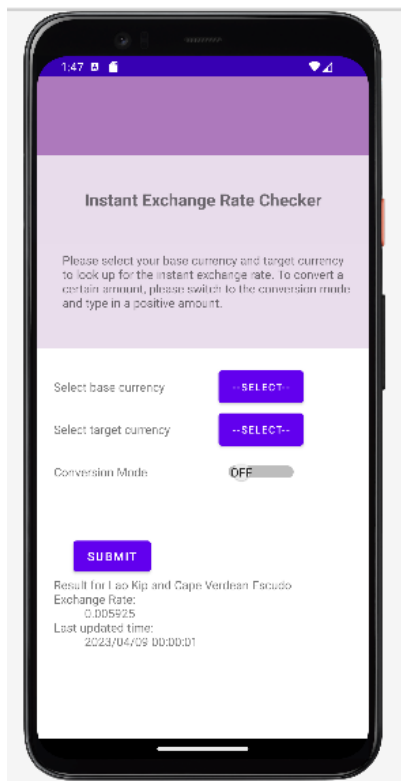 1:47
Instant Exchange Rate Checker
Please select your base currency and target currency
to look up for the instant exchange rate. To convert a
certain amount, please switch to the conversion mode
and type in a positive amount.
Select base currency
--SELECT--
Select target currency
--SELECT--
Conversion Mode
OFF
SUBMIT
Result for Lao Kip and Cape Verdean Escudo
Exchange Rate:
0.005925
Last updated time:
2023/04/09 00:00:01